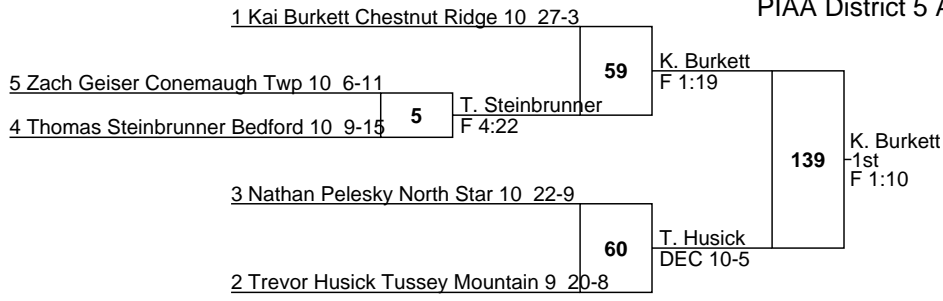 PIAA District 5 A
1 Kai Burkett Chestnut Ridge 10 27-3
59
K. Burkett
F 1:19
5 Zach Geiser Conemaugh Twp 10 6-11
5
T. Steinbrunner
F 4:22
4 Thomas Steinbrunner Bedford 10 9-15
139
K. Burkett
1st
F 1:10
3 Nathan Pelesky North Star 10 22-9
60
T. Husick
DEC 10-5
2 Trevor Husick Tussey Mountain 9 20-8